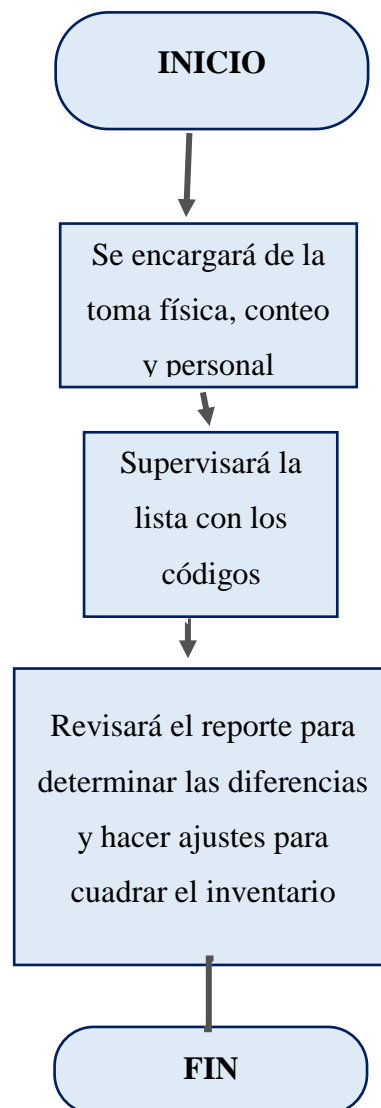 INICIO
Se encargará de la
toma física, conteo
y personal
Supervisará la
lista con los
códigos
Revisará el reporte para
determinar las diferencias
y hacer ajustes para
cuadrar el inventario
FIN